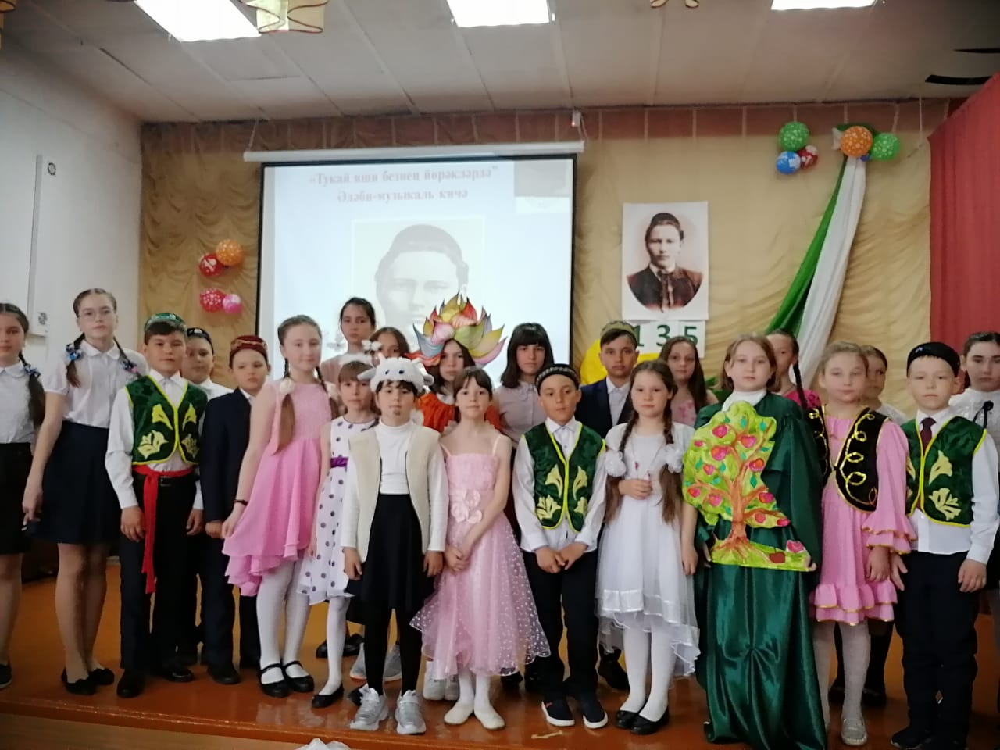 «Тукай яши безнең йөрәкләрдә"
Әдәби-музыкаль кичә
135